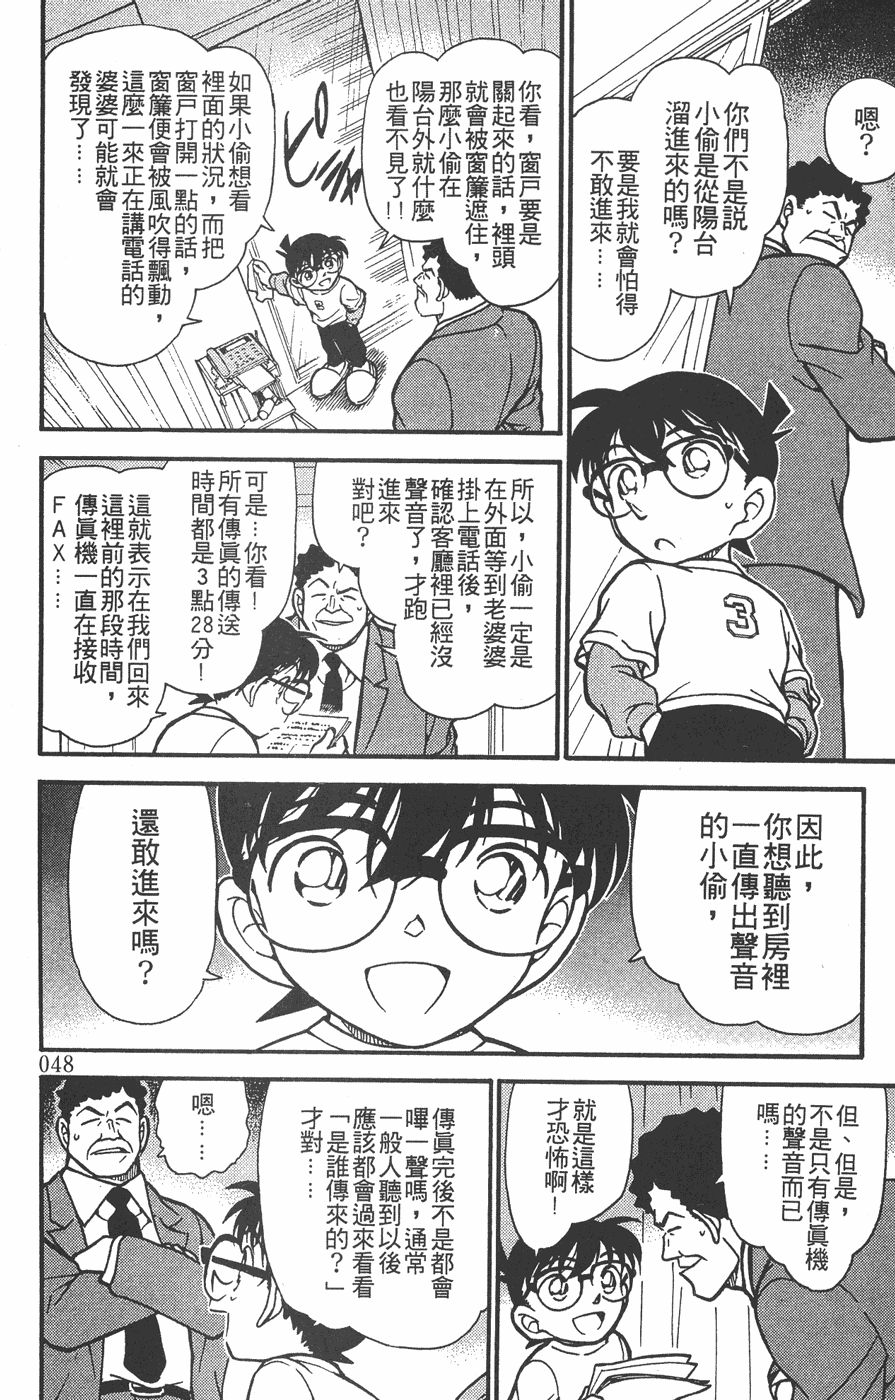 嗯？
你們不是說
小偷是從陽台
溜進來的嗎？
要是我就會怕得
不敢進來……
你看，窗戸要是
關起來的話，裡頭
就會被窗簾遮住，
那麼小偷在
陽台外就什麼
也看不見了!!
ピッ
如果小偷想看
裡面的狀況，而把
窗戸打開一點的話，
窗簾便會被風吹得飄動，
這麼一來正在講電話的
婆婆可能就會
發現了……
3
所以，小偷一定是
在外面等到老婆婆
掛上電話後，
確認客廳裡已經沒
聲音了，才跑
進來
對吧？
可是…你看！
所有傳眞的傳送
時間都是3點28分！
這就表示在我們回來
這裡前的那段時間，
傳眞機一直在接收
FAX……
因此，
你想聽到房裡
一直傳出聲音
的小偷，
還敢進來嗎？
048
但、但是，
不是只有傳眞機
的聲音而已
嗎……
就是這樣
才恐怖啊！
傳眞完後不是都會
嗶一聲嗎，通常
一般人聽到以後
應該都會過來看看
「是誰傳來的？」
才對……
嗯……